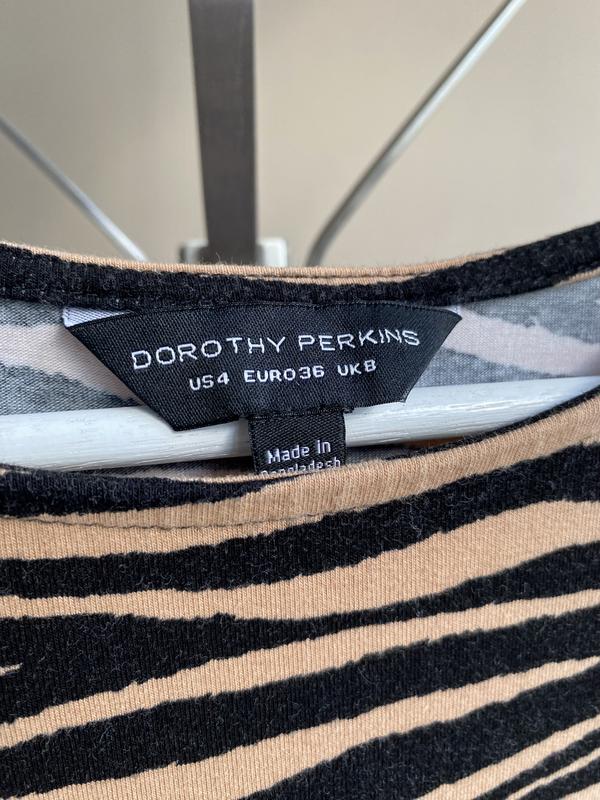 DOROTHY PERKINS
US4 EURO36 UK8
Made in
Bangladesh